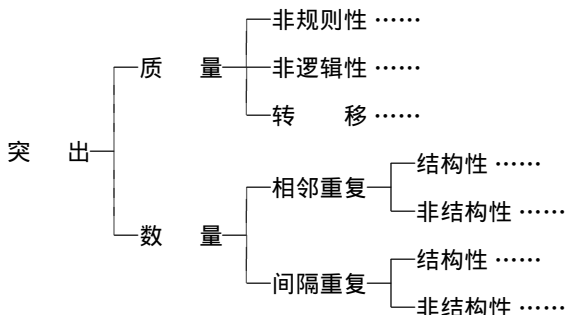 非规则性 ……
质 量
非逻辑性 ……
转 移 ……
突 出
相邻重复
结构性 ……
非结构性 ……
数 量
间隔重复
结构性 ……
非结构性 ……